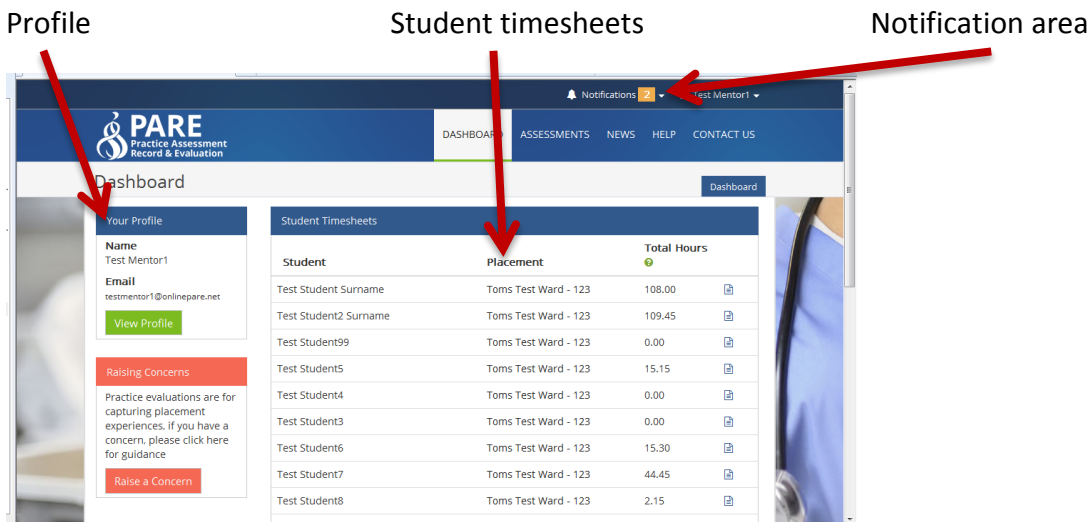 Profile
Student timesheets
Notification area
Notifications 2
Test Mentor1
PARE
Practice Assessment
Record & Evaluation
DASHBOARD
ASSESSMENTS
NEWS
HELP
CONTACT US
Dashboard
Dashboard
Your Profile
Name
Test Mentor1
Email
testmentor1@onlinepare.net
View Profile
Raising Concerns
Practice evaluations are for
capturing placement
experiences, if you have a
concern, please click here
for guidance
Raise a Concern
Student Timesheets
Student Placement Total Hours
Test Student Surname Toms Test Ward - 123 108.00
Test Student2 Surname Toms Test Ward - 123 109.45
Test Student99 Toms Test Ward - 123 0.00
Test Student5 Toms Test Ward - 123 15.15
Test Student4 Toms Test Ward - 123 0.00
Test Student3 Toms Test Ward - 123 0.00
Test Student6 Toms Test Ward - 123 15.30
Test Student7 Toms Test Ward - 123 44.45
Test Student8 Toms Test Ward - 123 2.15